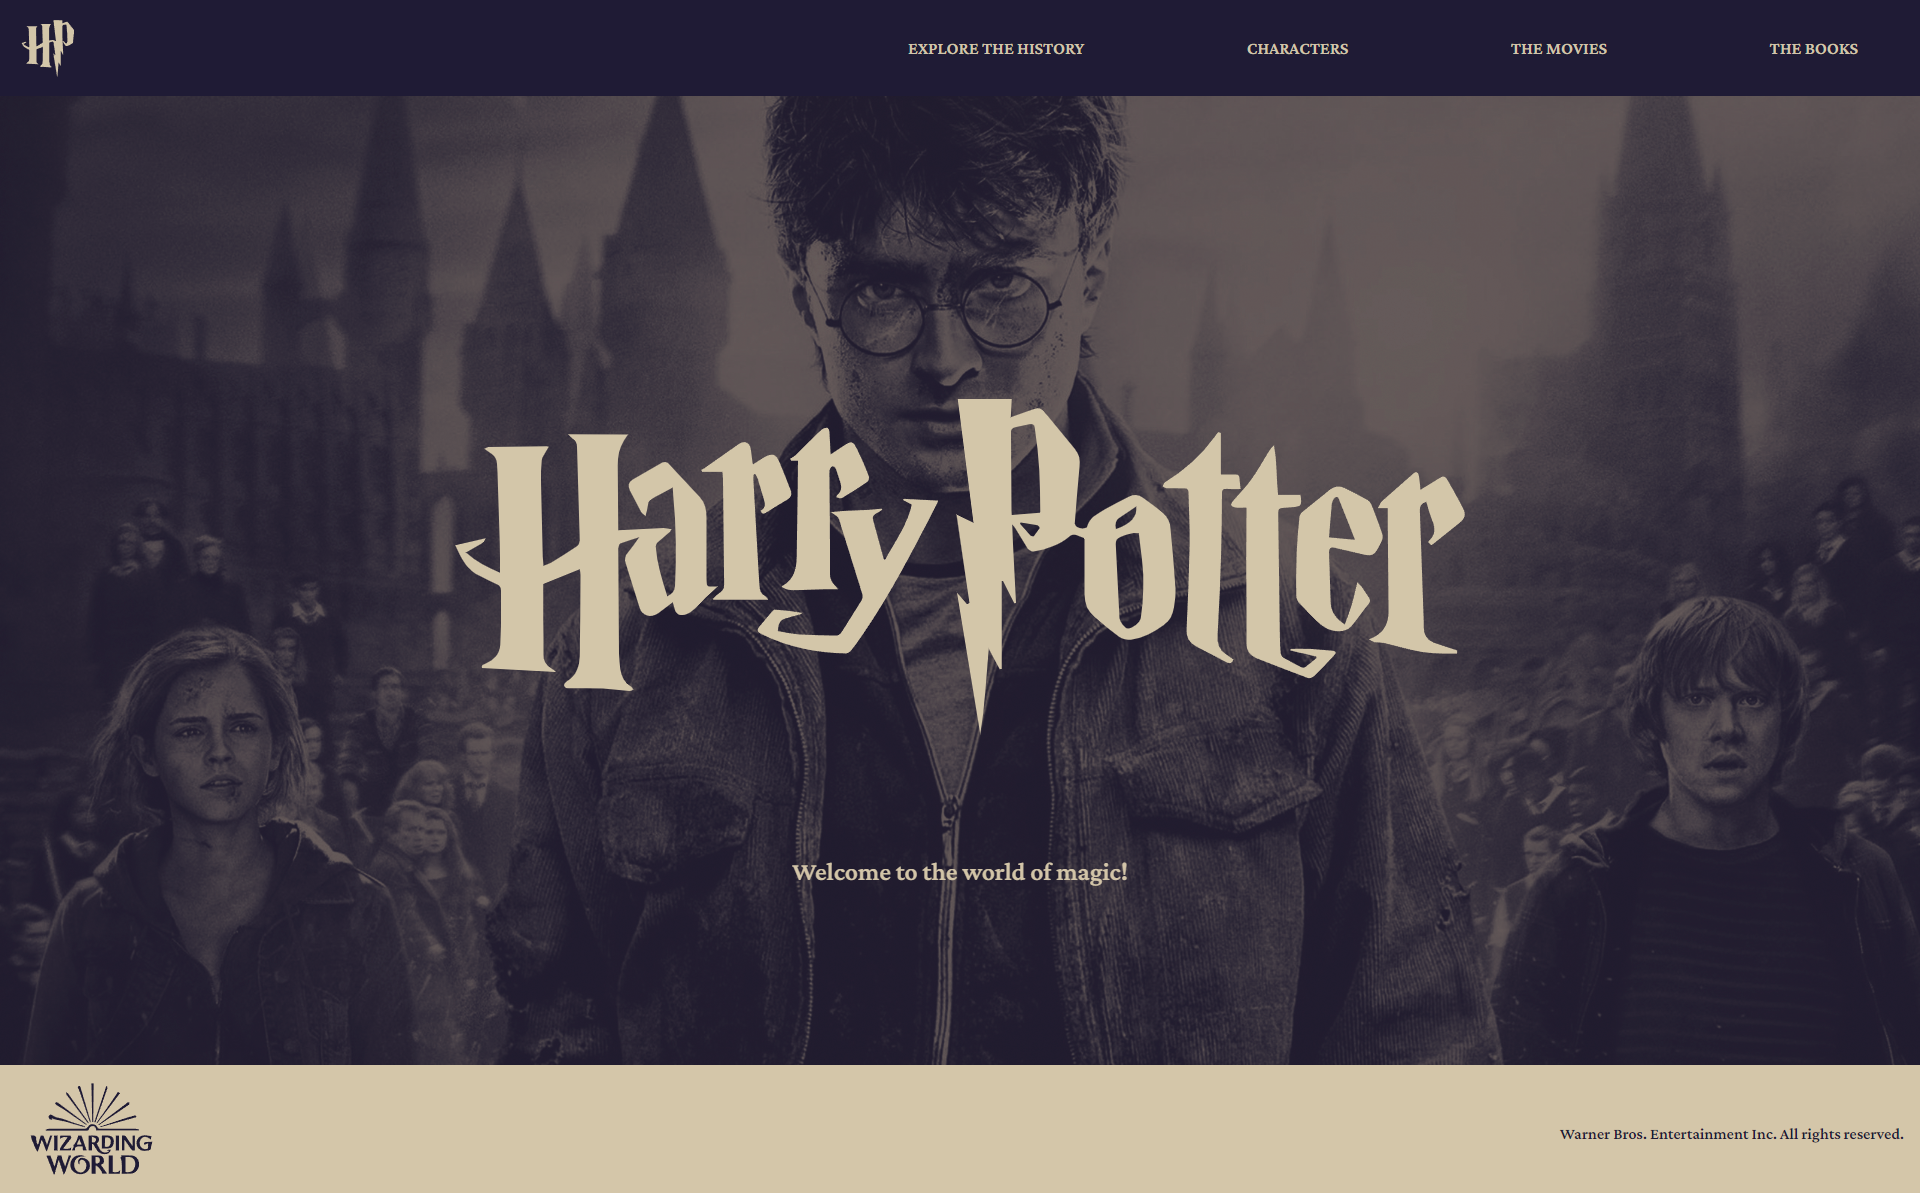 HP
EXPLORE THE HISTORY
CHARACTERS
THE MOVIES
THE BOOKS
Harry Potter
Welcome to the world of magic!
WIZARDING
WORLD
Warner Bros. Entertainment Inc. All rights reserved.